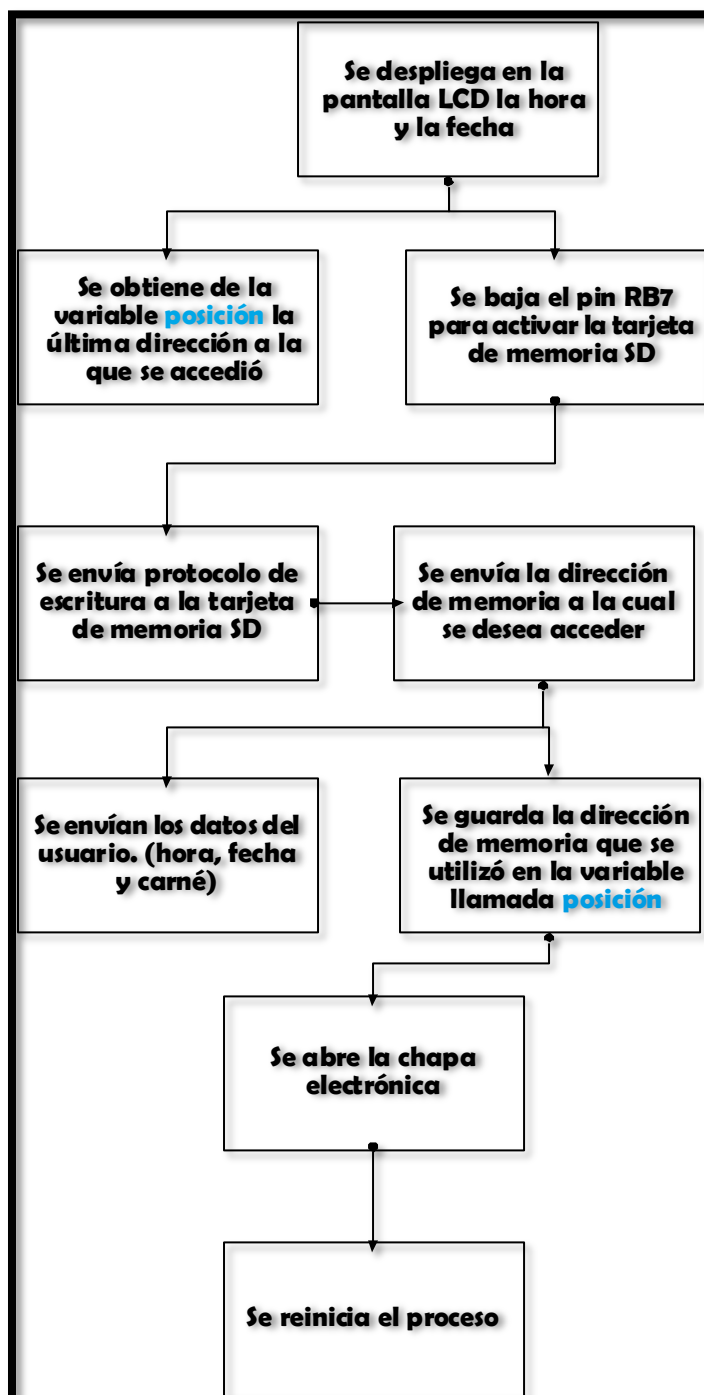 Se despliega en la
pantalla LCD la hora
y la fecha
Se obtiene de la
variable posición la
última dirección a la
que se accedió
Se baja el pin RB7
para activar la tarjeta
de memoria SD
Se envía protocolo de
escritura a la tarjeta
de memoria SD
Se envía la dirección
de memoria a la cual
se desea acceder
Se envían los datos del
usuario. (hora, fecha
y carné)
Se guarda la dirección
de memoria que se
utilizó en la variable
llamada posición
Se abre la chapa
electrónica
Se reinicia el proceso